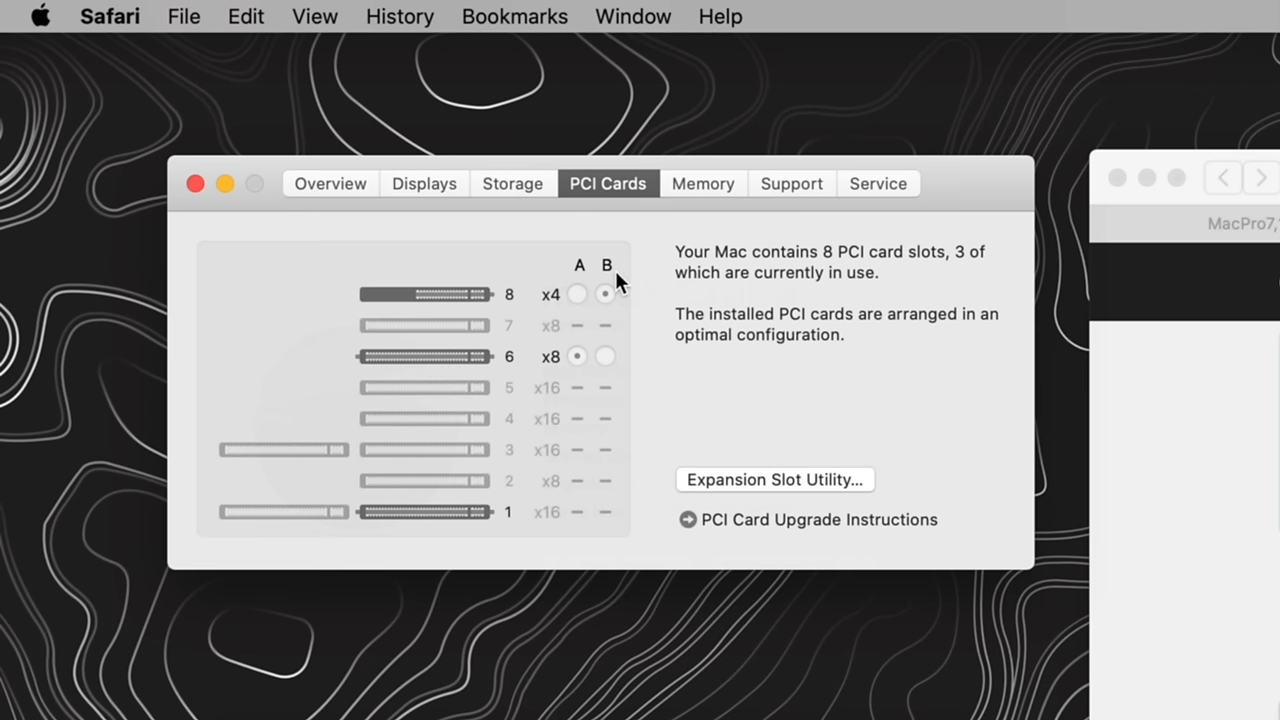 Safari File Edit View History Bookmarks Window Help
Overview Displays Storage PCI Cards Memory Support Service
MacPro7,
A B
8 x4
7 x8
6 x8
5 x16
4 x16
3 x16
2 x8
1 x16
Your Mac contains 8 PCI card slots, 3 of
which are currently in use.
The installed PCI cards are arranged in an
optimal configuration.
Expansion Slot Utility...
PCI Card Upgrade Instructions